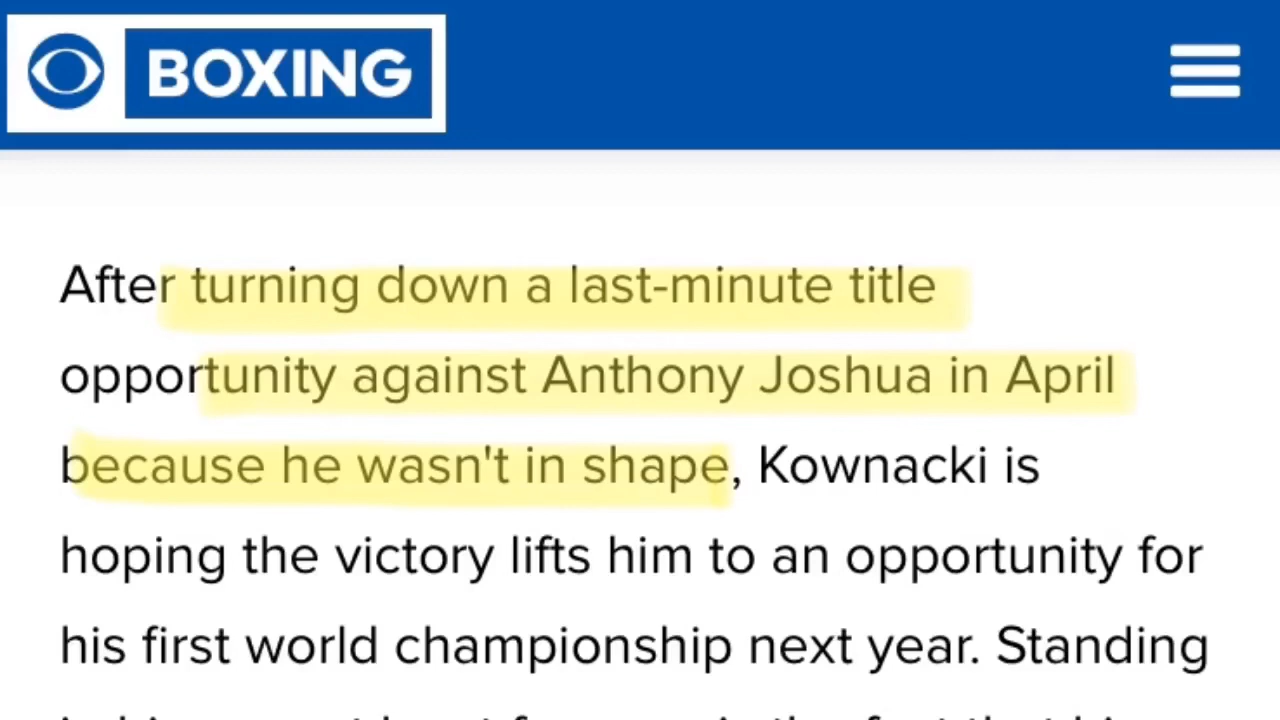 BOXING
After turning down a last-minute title
opportunity against Anthony Joshua in April
because he wasn't in shape, Kownacki is
hoping the victory lifts him to an opportunity for
his first world championship next year. Standing